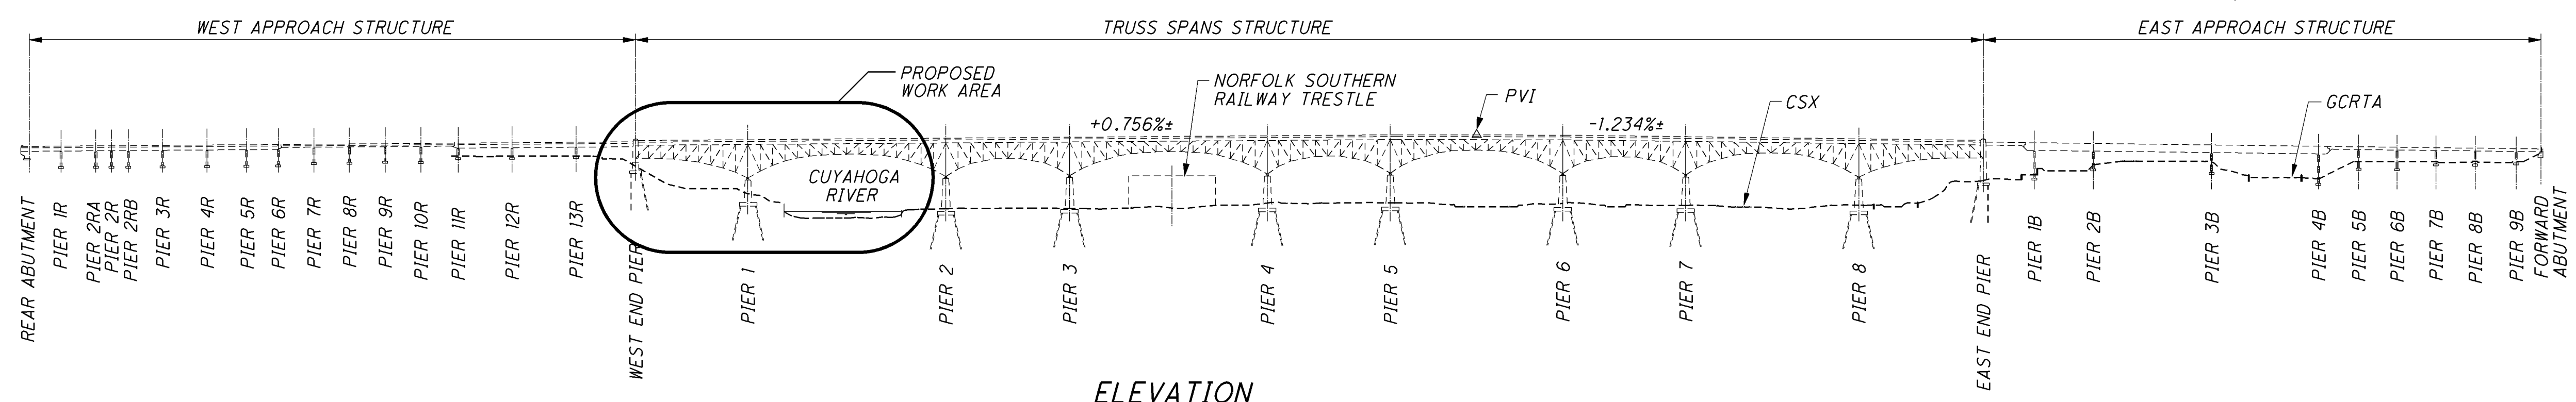 WEST APPROACH STRUCTURE
TRUSS SPANS STRUCTURE
EAST APPROACH STRUCTURE
PROPOSED
WORK AREA
NORFOLK SOUTHERN
RAILWAY TRESTLE
PVI
CSX
GCRTA
+0.756%±
-1.234%±
CUYAHOGA
RIVER
REAR ABUTMENT
PIER 1R
PIER 2RA
PIER 2R
PIER 2RB
PIER 3R
PIER 4R
PIER 5R
PIER 6R
PIER 7R
PIER 8R
PIER 9R
PIER 10R
PIER 11R
PIER 12R
PIER 13R
WEST END PIER
PIER 1
PIER 2
PIER 3
PIER 4
PIER 5
PIER 6
PIER 7
PIER 8
EAST END PIER
PIER 1B
PIER 2B
PIER 3B
PIER 4B
PIER 5B
PIER 6B
PIER 7B
PIER 8B
PIER 9B
FORWARD
ABUTMENT
ELEVATION